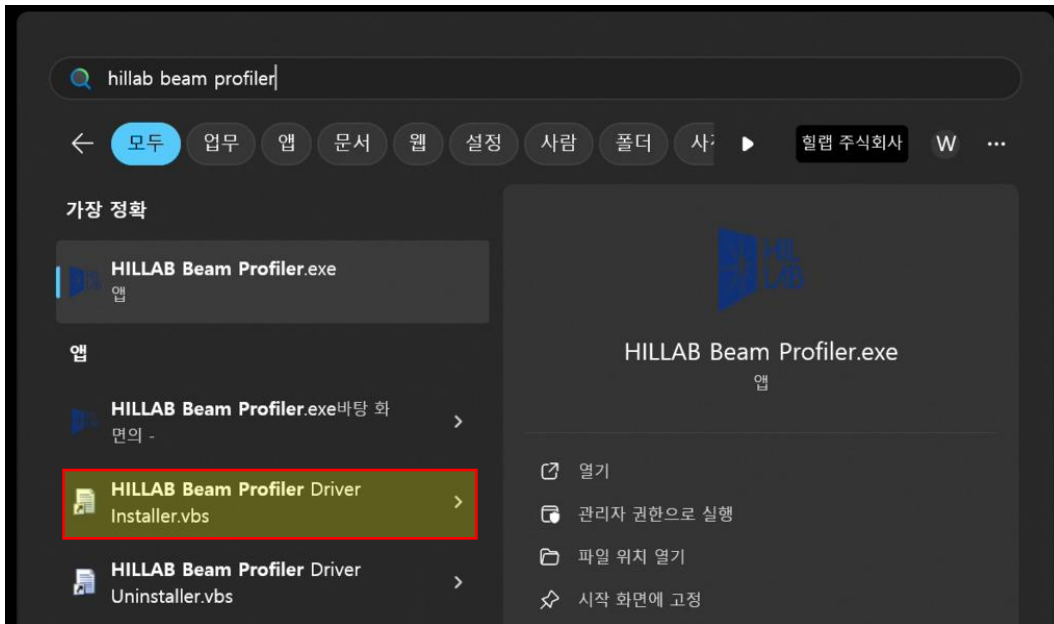 hillab beam profiler
모두 업무 앱 문서 웹 설정 사람 폴더 힐랩 주식회사 W
가장 정확
HILLAB Beam Profiler.exe
앱
앱
HILLAB Beam Profiler.exe바탕 화
면의 -
HILLAB Beam Profiler Driver
Installer.vbs
HILLAB Beam Profiler Driver
Uninstaller.vbs
HIL
LAB
HILLAB Beam Profiler.exe
앱
열기
관리자 권한으로 실행
파일 위치 열기
시작 화면에 고정